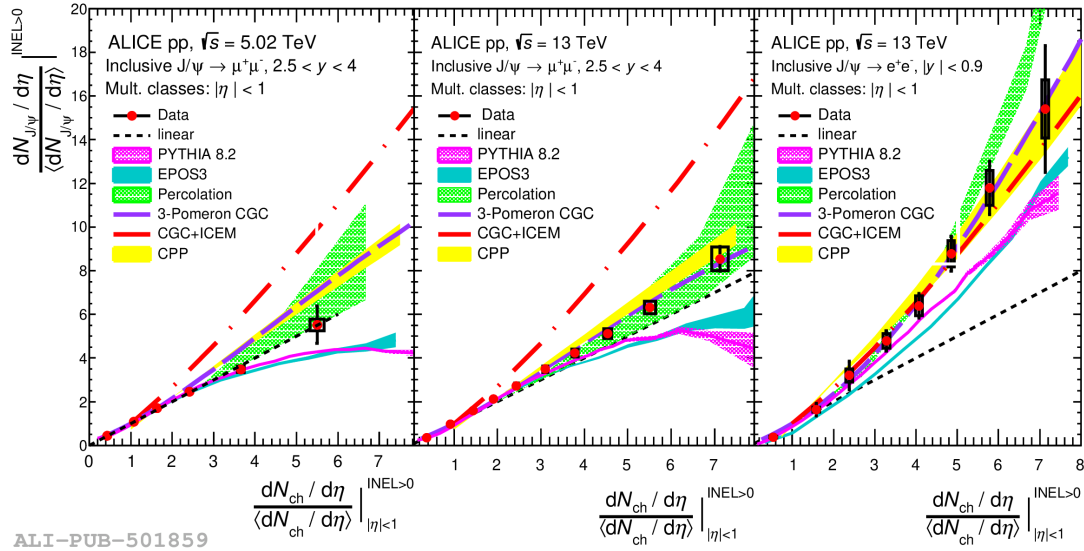 dN_J/ψ / dη
⟨dN_J/ψ / dη⟩
INEL>0
20
18
16
14
12
10
8
6
4
2
0
ALICE pp, √s = 5.02 TeV
Inclusive J/ψ → μ⁺μ⁻, 2.5 < y < 4
Mult. classes: |η| < 1
Data
linear
PYTHIA 8.2
EPOS3
Percolation
3-Pomeron CGC
CGC+ICEM
CPP
ALICE pp, √s = 13 TeV
Inclusive J/ψ → μ⁺μ⁻, 2.5 < y < 4
Mult. classes: |η| < 1
Data
linear
PYTHIA 8.2
EPOS3
Percolation
3-Pomeron CGC
CGC+ICEM
CPP
ALICE pp, √s = 13 TeV
Inclusive J/ψ → e⁺e⁻, |y| < 0.9
Mult. classes: |η| < 1
Data
linear
PYTHIA 8.2
EPOS3
Percolation
3-Pomeron CGC
CGC+ICEM
CPP
0 1 2 3 4 5 6 7
1 2 3 4 5 6 7
1 2 3 4 5 6 7 8
dN_ch / dη
⟨dN_ch / dη⟩
INEL>0
|η|<1
dN_ch / dη
⟨dN_ch / dη⟩
INEL>0
|η|<1
dN_ch / dη
⟨dN_ch / dη⟩
INEL>0
|η|<1
ALI-PUB-501859